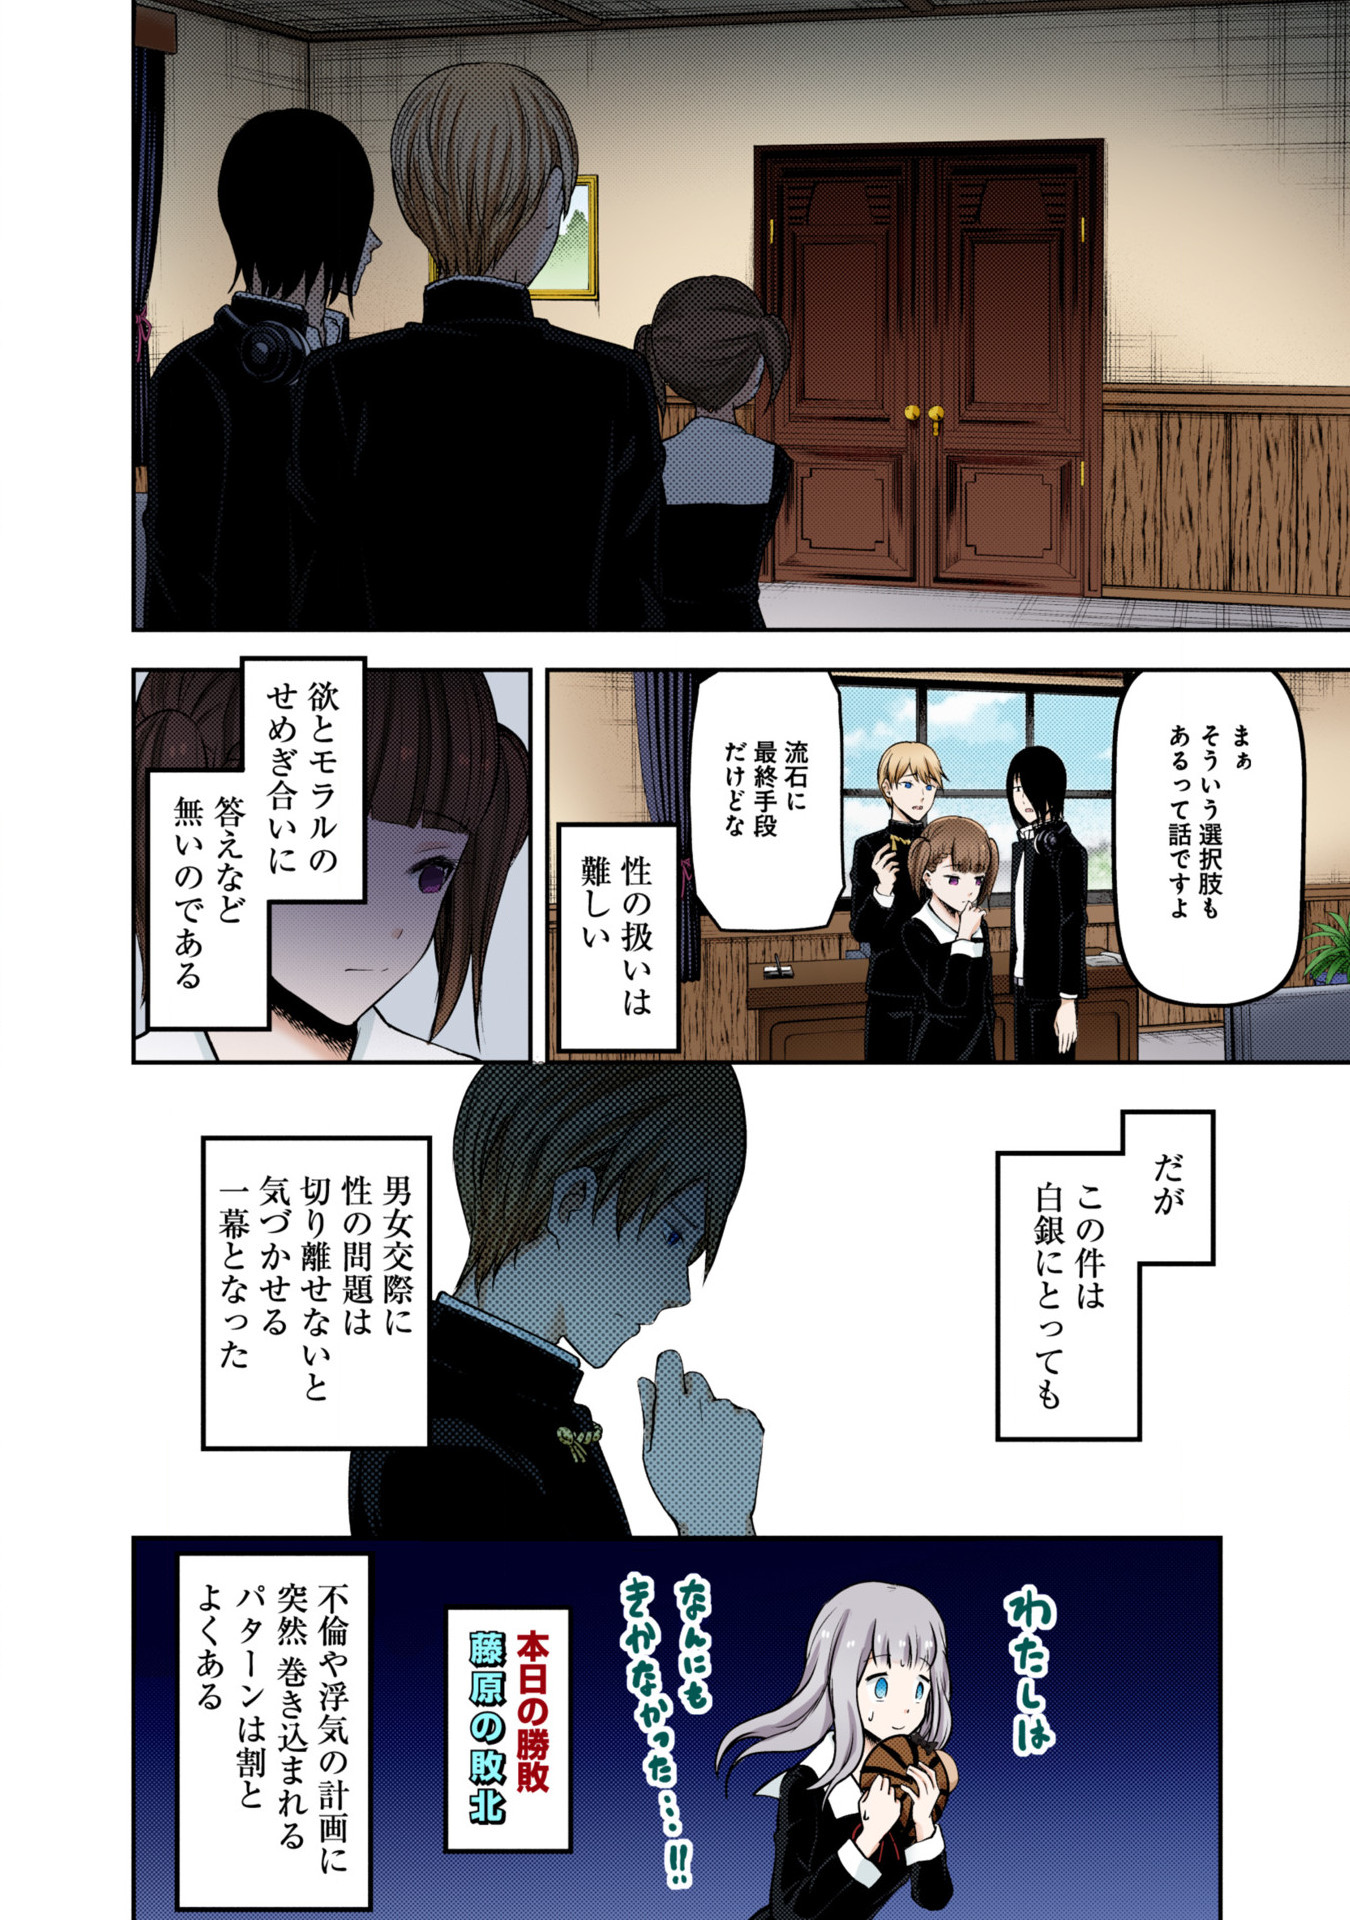 まぁ
そういう選択肢も
あるって話ですよ
流石に
最終手段
だけどな
性の扱いは
難しい
欲とモラルの
せめぎ合いに
答えなど
無いのである
だが
この件は
白銀にとっても
男女交際に
性の問題は
切り離せないと
気づかせる
一幕となった
わたしは
なんにも
きかなかった…!!
本日の勝敗
藤原の敗北
不倫や浮気の計画に
突然 巻き込まれる
パターンは割と
よくある